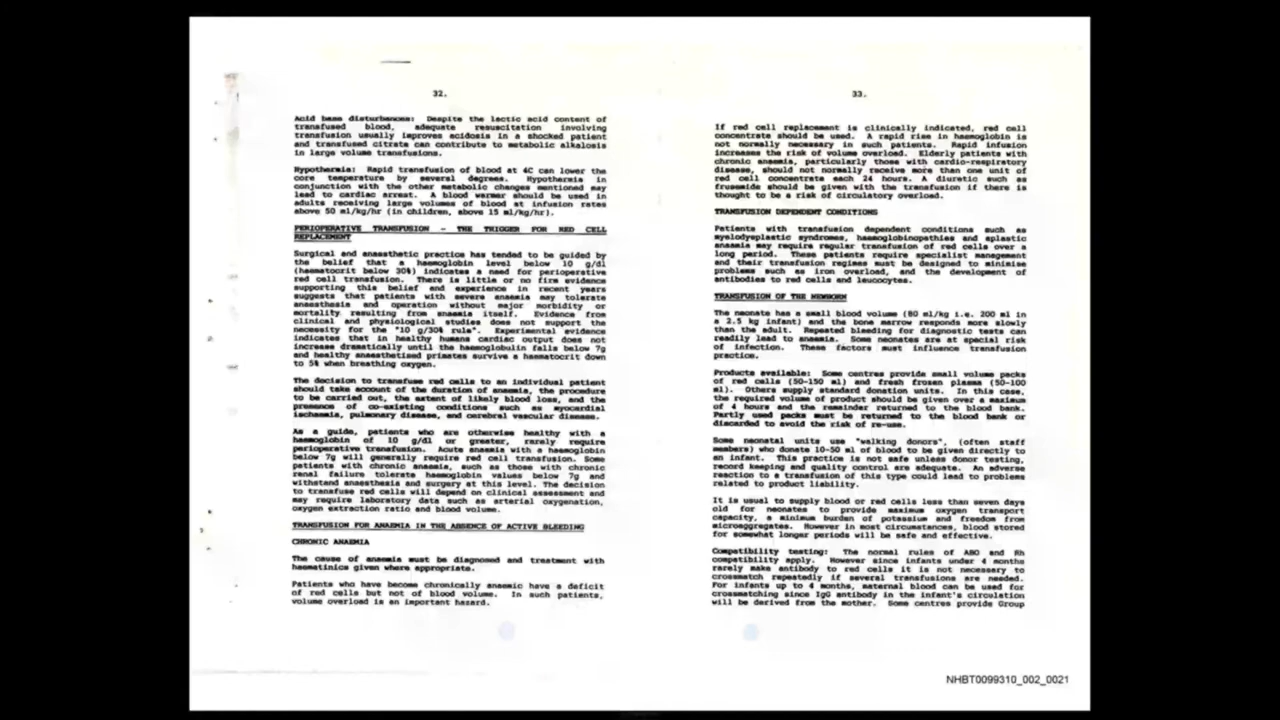 32.
Acid base disturbances: Despite the lactic acid content of
transfused blood, adequate resuscitation involving
transfusion usually improves acidosis in a shocked patient
and transfused citrate can contribute to metabolic alkalosis
in large volume transfusions.
Hypothermia: Rapid transfusion of blood at 4C can lower the
core temperature by several degrees. Hypothermia in
conjunction with the other metabolic changes mentioned may
lead to cardiac arrest. A blood warmer should be used in
adults receiving large volumes of blood at infusion rates
above 50 ml/kg/hr (in children, above 15 ml/kg/hr).
PERIOPERATIVE TRANSFUSION - THE TRIGGER FOR RED CELL
REPLACEMENT
Surgical and anaesthetic practice has tended to be guided by
the belief that a haemoglobin level below 10 g/dl
(haematocrit below 30%) indicates a need for perioperative
red cell transfusion. There is little or no firm evidence
supporting this belief and experience in recent years
suggests that patients with severe anaemia may tolerate
anaesthesia and operation without major morbidity or
mortality resulting from anaemia itself. Evidence from
clinical and physiological studies does not support the
necessity for the "10 g/30% rule". Experimental evidence
indicates that in healthy humans cardiac output does not
increase dramatically until the haemoglobulin falls below 7g
and healthy anaesthetised primates survive a haematocrit down
to 5% when breathing oxygen.
The decision to transfuse red cells to an individual patient
should take account of the duration of anaemia, the procedure
to be carried out, the extent of likely blood loss, and the
presence of co-existing conditions such as myocardial
ischaemia, pulmonary disease, and cerebral vascular disease.
As a guide, patients who are otherwise healthy with a
haemoglobin of 10 g/dl or greater, rarely require
perioperative transfusion. Acute anaemia with a haemoglobin
below 7g will generally require red cell transfusion. Some
patients with chronic anaemia, such as those with chronic
renal failure tolerate haemoglobin values below 7g and
withstand anaesthesia and surgery at this level. The decision
to transfuse red cells will depend on clinical assessment and
may require laboratory data such as arterial oxygenation,
oxygen extraction ratio and blood volume.
TRANSFUSION FOR ANAEMIA IN THE ABSENCE OF ACTIVE BLEEDING
CHRONIC ANAEMIA
The cause of anaemia must be diagnosed and treatment with
haematinics given where appropriate.
Patients who have become chronically anaemic have a deficit
of red cells but not of blood volume. In such patients,
volume overload is an important hazard.
33.
If red cell replacement is clinically indicated, red cell
concentrate should be used. A rapid rise in haemoglobin is
not normally necessary in such patients. Rapid infusion
increases the risk of volume overload. Elderly patients with
chronic anaemia, particularly those with cardio-respiratory
disease, should not normally receive more than one unit of
red cell concentrate each 24 hours. A diuretic such as
frusemide should be given with the transfusion if there is
thought to be a risk of circulatory overload.
TRANSFUSION DEPENDENT CONDITIONS
Patients with transfusion dependent conditions such as
myelodysplastic syndromes, haemoglobinopathies and aplastic
anaemia may require regular transfusion of red cells over a
long period. These patients require specialist management
and their transfusion regimes must be designed to minimise
problems such as iron overload, and the development of
antibodies to red cells and leucocytes.
TRANSFUSION OF THE NEWBORN
The neonate has a small blood volume (80 ml/kg i.e. 200 ml in
a 2.5 kg infant) and the bone marrow responds more slowly
than the adult. Repeated bleeding for diagnostic tests can
readily lead to anaemia. Some neonates are at special risk
of infection. These factors must influence transfusion
practice.
Products available: Some centres provide small volume packs
of red cells (50-150 ml) and fresh frozen plasma (50-100
ml). Others supply standard donation units. In this case,
the required volume of product should be given over a maximum
of 4 hours and the remainder returned to the blood bank.
Partly used packs must be returned to the blood bank or
discarded to avoid the risk of re-use.
Some neonatal units use "walking donors", (often staff
members) who donate 10-50 ml of blood to be given directly to
an infant. This practice is not safe unless donor testing,
record keeping and quality control are adequate. An adverse
reaction to a transfusion of this type could lead to problems
related to product liability.
It is usual to supply blood or red cells less than seven days
old for neonates to provide maximum oxygen transport
capacity, a minimum burden of potassium and freedom from
microaggregates. However in most circumstances, blood stored
for somewhat longer periods will be safe and effective.
Compatibility testing: The normal rules of ABO and Rh
compatibility apply. However since infants under 4 months
rarely make antibody to red cells it is not necessary to
crossmatch repeatedly if several transfusions are needed.
For infants up to 4 months, maternal blood can be used for
crossmatching since IgG antibody in the infant's circulation
will be derived from the mother. Some centres provide Group
NHBT0099310_002_0021